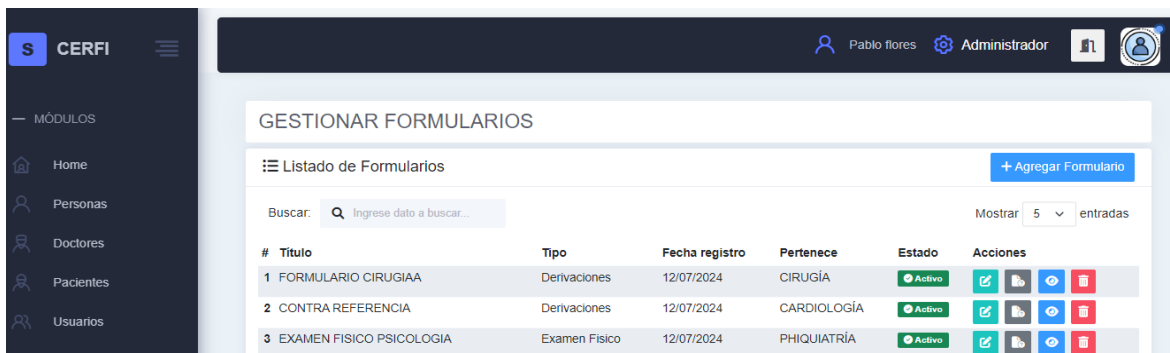 S CERFI
Pablo flores Administrador
MÓDULOS
Home
Personas
Doctores
Pacientes
Usuarios
GESTIONAR FORMULARIOS
Listado de Formularios + Agregar Formulario
Buscar: Ingrese dato a buscar... Mostrar 5 entradas
# Título Tipo Fecha registro Pertenece Estado Acciones
1 FORMULARIO CIRUGIAA Derivaciones 12/07/2024 CIRUGÍA Activo
2 CONTRA REFERENCIA Derivaciones 12/07/2024 CARDIOLOGÍA Activo
3 EXAMEN FISICO PSICOLOGIA Examen Fisico 12/07/2024 PHIQUIATRÍA Activo